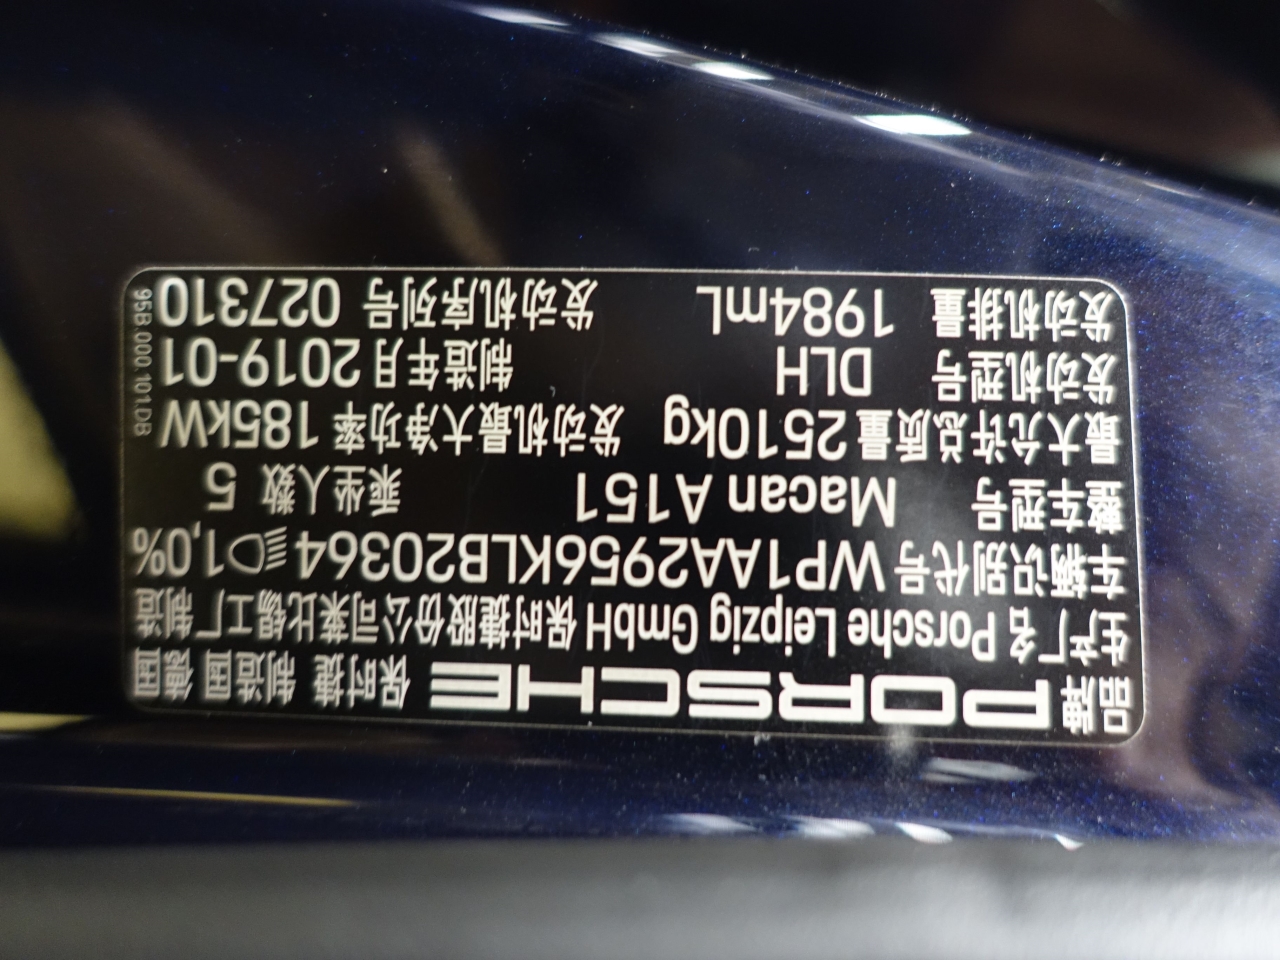 品牌 PORSCHE 保时捷 制造国 德国
生产厂名 Porsche Leipzig GmbH 保时捷股份公司莱比锡工厂制造
车辆识别代号 WP1AA2956KLB20364 1,0%
整车型号 Macan A151 乘坐人数 5
最大允许总质量 2510kg 发动机最大净功率 185kW
发动机型号 DLH 制造年月 2019-01
发动机排量 1984mL 发动机序列号 027310
95B.000.101.DB